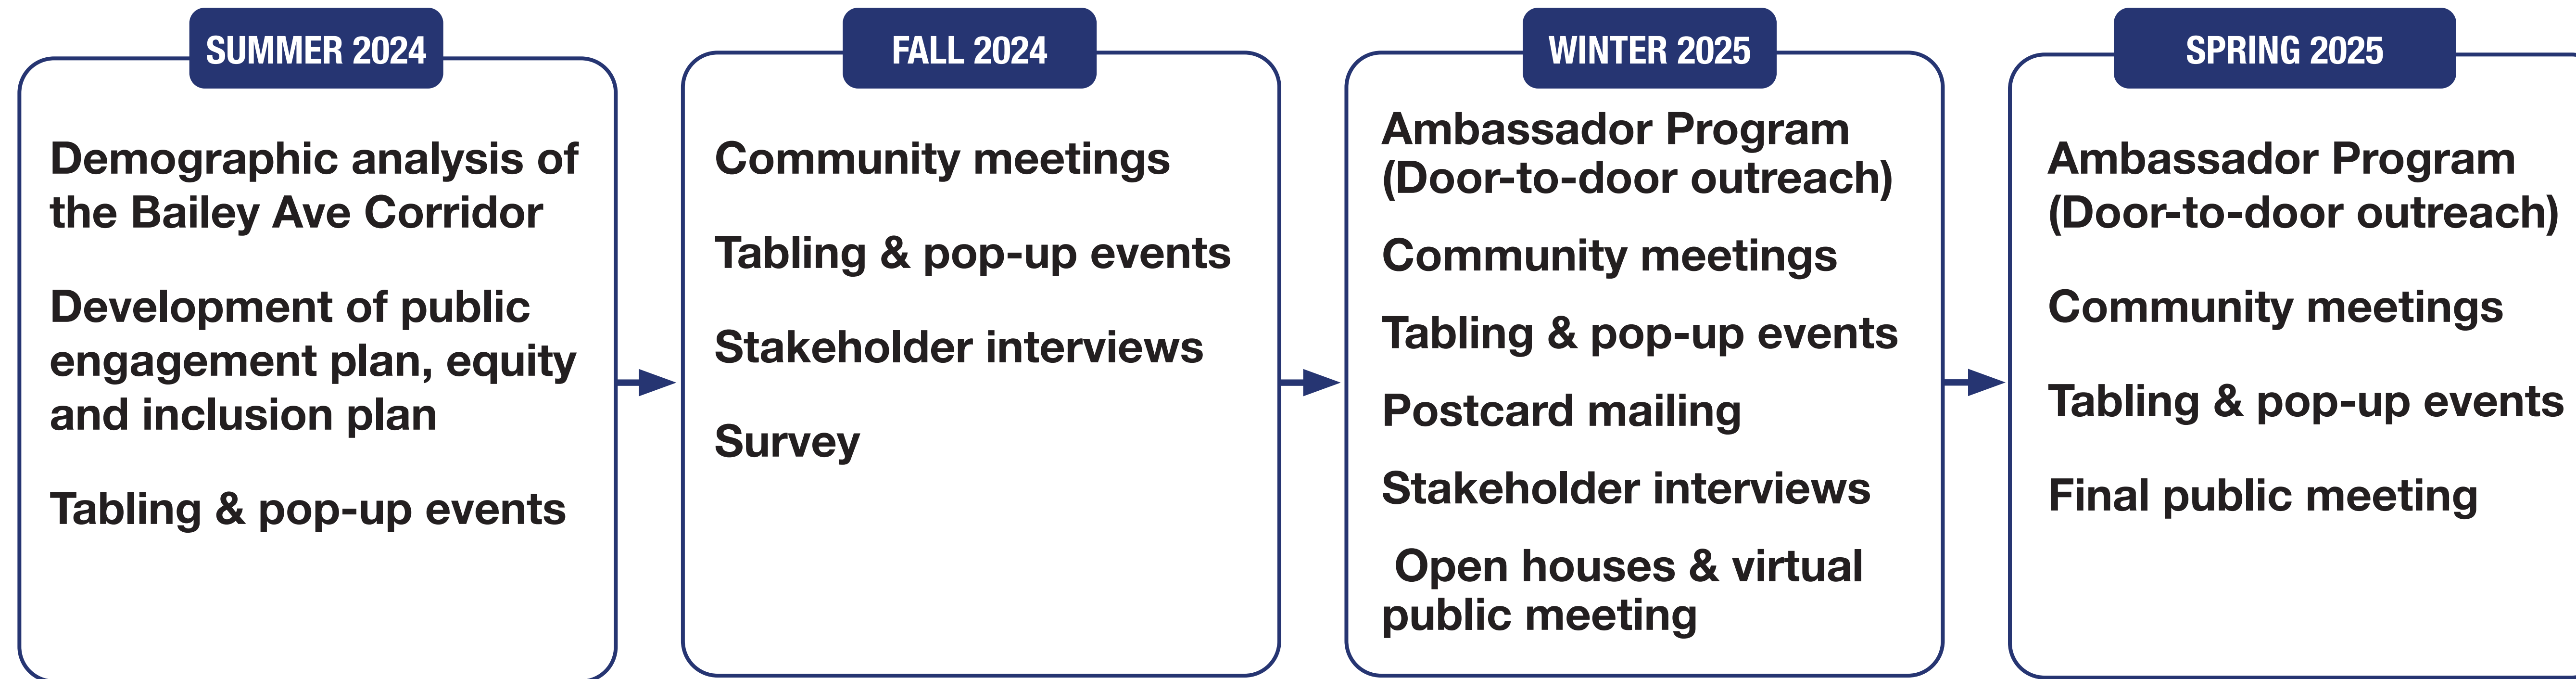 SUMMER 2024
Demographic analysis of
the Bailey Ave Corridor
Development of public
engagement plan, equity
and inclusion plan
Tabling & pop-up events
FALL 2024
Community meetings
Tabling & pop-up events
Stakeholder interviews
Survey
WINTER 2025
Ambassador Program
(Door-to-door outreach)
Community meetings
Tabling & pop-up events
Postcard mailing
Stakeholder interviews
Open houses & virtual
public meeting
SPRING 2025
Ambassador Program
(Door-to-door outreach)
Community meetings
Tabling & pop-up events
Final public meeting